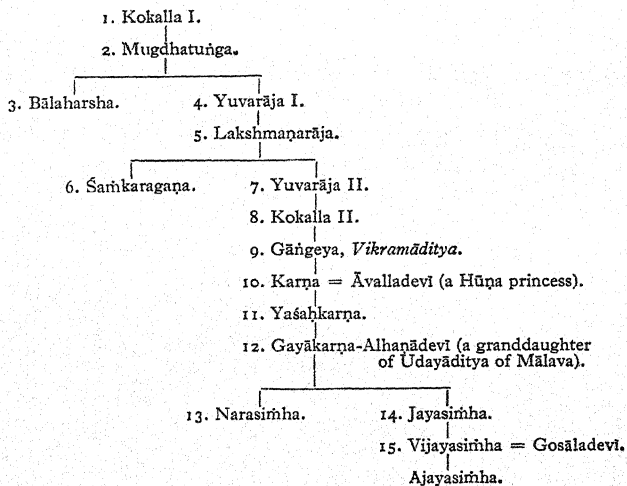 1. Kokalla I.
2. Mugdhatuṅga.
3. Bālaharsha. 4. Yuvarāja I.
5. Lakshmaṇarāja.
6. Śaṁkaragaṇa. 7. Yuvarāja II.
8. Kokalla II.
9. Gāṅgeya, Vikramāditya.
10. Karṇa = Āvalladevī (a Hūṇa princess).
11. Yaśaḥkarṇa.
12. Gayākarṇa-Alhaṇādevī (a granddaughter
of Udayāditya of Mālava).
13. Narasiṁha. 14. Jayasiṁha.
15. Vijayasiṁha = Gosāladevī.
Ajayasiṁha.